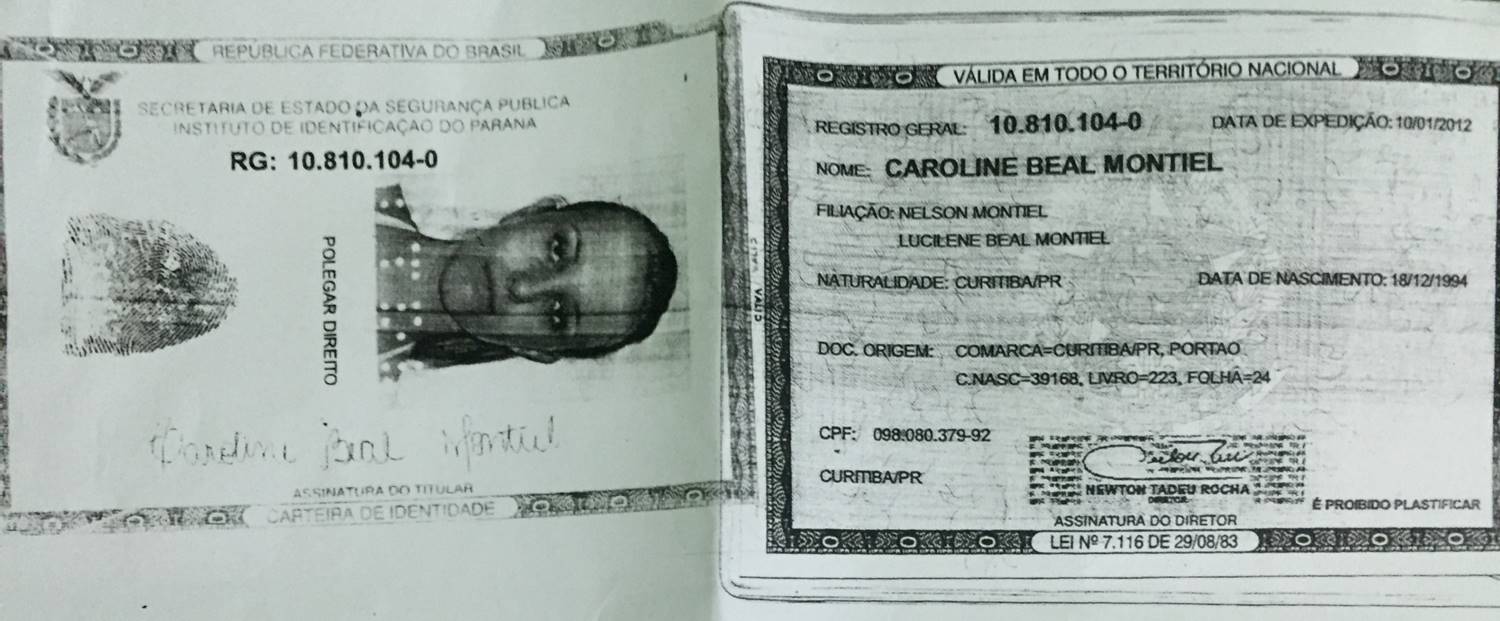 REPÚBLICA FEDERATIVA DO BRASIL
SECRETARIA DE ESTADO DA SEGURANÇA PUBLICA
INSTITUTO DE IDENTIFICAÇAO DO PARANA
RG: 10.810.104-0
POLEGAR DIREITO
Caroline Beal Montiel
ASSINATURA DO TITULAR
CARTEIRA DE IDENTIDADE
VÁLIDA EM TODO O TERRITÓRIO NACIONAL
REGISTRO GERAL: 10.810.104-0 DATA DE EXPEDIÇÃO: 10/01/2012
NOME: CAROLINE BEAL MONTIEL
FILIAÇÃO: NELSON MONTIEL
LUCILENE BEAL MONTIEL
NATURALIDADE: CURITIBA/PR DATA DE NASCIMENTO: 18/12/1994
DOC. ORIGEM: COMARCA=CURITIBA/PR, PORTAO
C.NASC=39168, LIVRO=223, FOLHA=24
CPF: 098.080.379-92
CURITIBA/PR
NEWTON TADEU ROCHA
DIRETOR
É PROIBIDO PLASTIFICAR
ASSINATURA DO DIRETOR
LEI Nº 7.116 DE 29/08/83